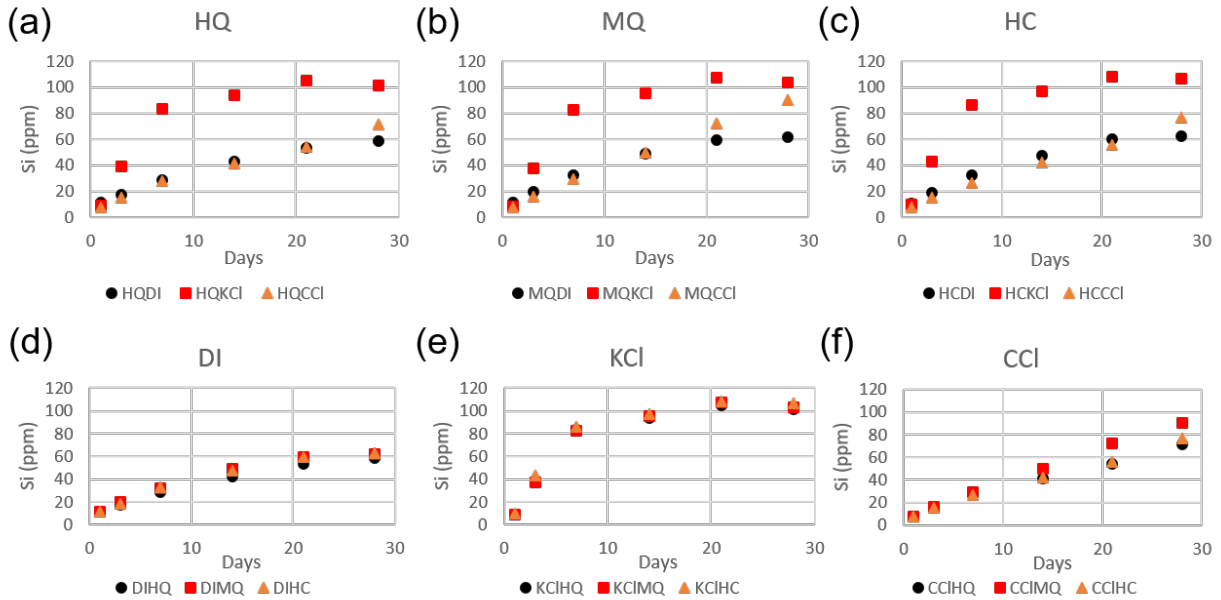 (a) HQ
Si (ppm)
120
100
80
60
40
20
0
0 10 20 30
Days
HQDI HQKCl HQCCl
(b) MQ
Si (ppm)
120
100
80
60
40
20
0
0 10 20 30
Days
MQDI MQKCl MQCCl
(c) HC
Si (ppm)
120
100
80
60
40
20
0
0 10 20 30
Days
HCDI HCKCl HCCCl
(d) DI
Si (ppm)
120
100
80
60
40
20
0
0 10 20 30
Days
DIHQ DIMQ DIHC
(e) KCl
Si (ppm)
120
100
80
60
40
20
0
0 10 20 30
Days
KClHQ KClMQ KClHC
(f) CCl
Si (ppm)
120
100
80
60
40
20
0
0 10 20 30
Days
CClHQ CClMQ CClHC